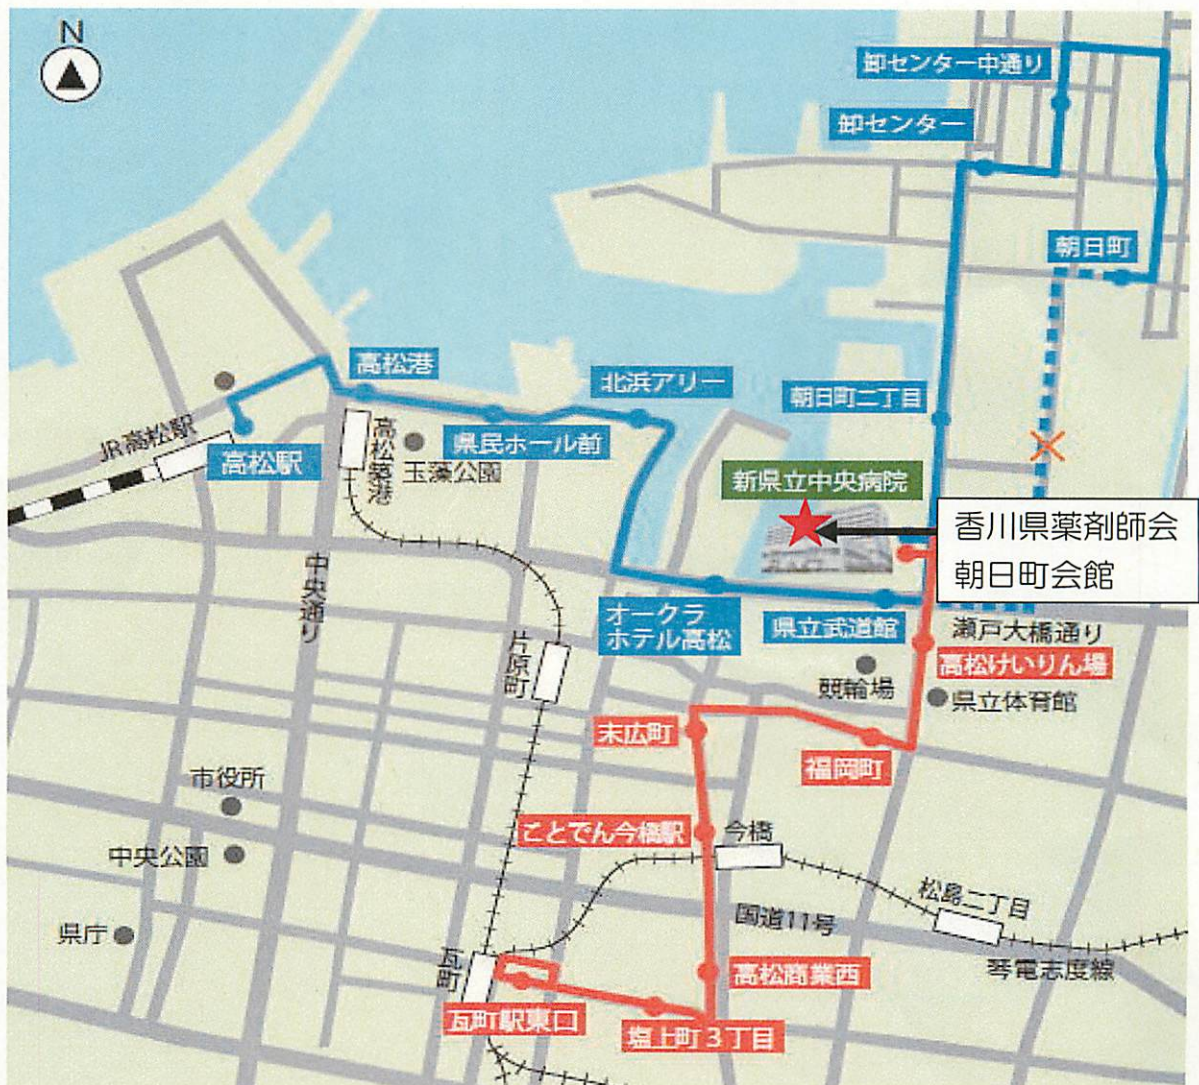 N
卸センター中通り
卸センター
朝日町
高松港
北浜アリー
朝日町二丁目
JR高松駅
高松駅
高松築港
玉藻公園
県民ホール前
新県立中央病院
香川県薬剤師会
朝日町会館
中央通り
オークラ
ホテル高松
県立武道館
瀬戸大橋通り
高松けいりん場
片原町
競輪場
県立体育館
末広町
福岡町
市役所
ことでん今橋駅
今橋
中央公園
松島二丁目
国道11号
県庁
瓦町
高松商業西
琴電志度線
瓦町駅東口
塩上町3丁目